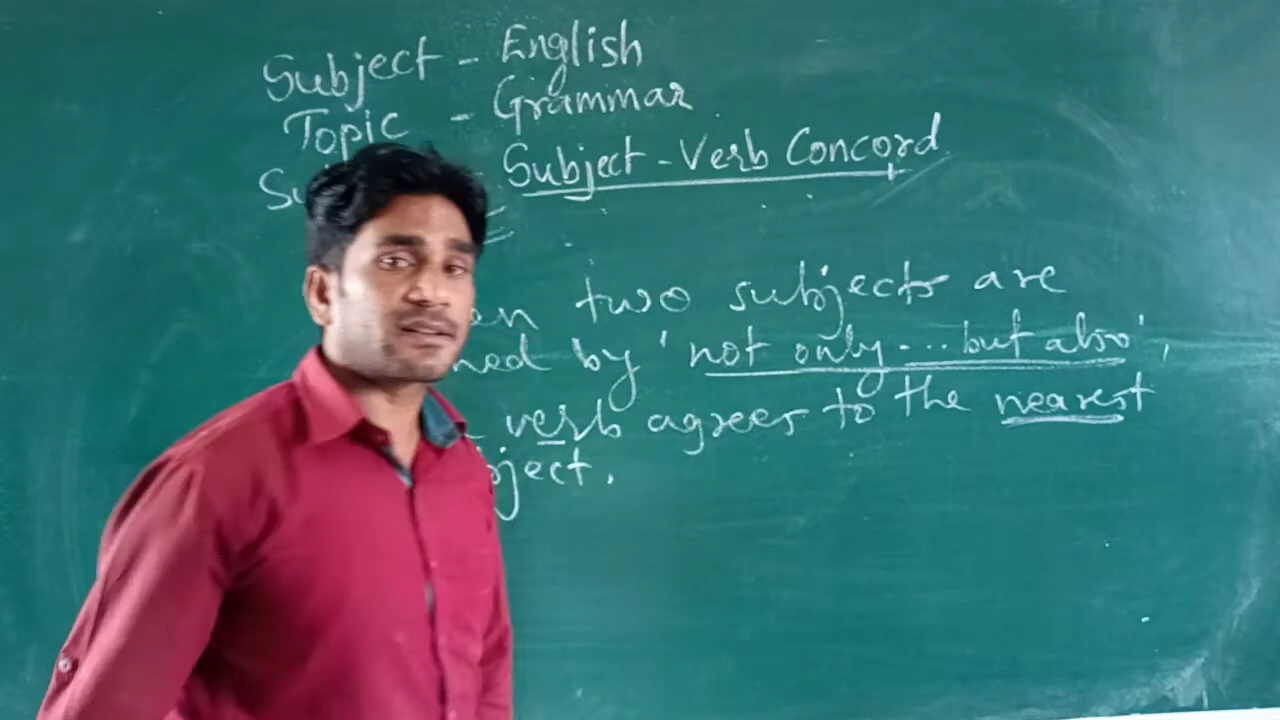 Subject - English
Topic - Grammar
Subject-Verb Concord
two subjects are
by 'not only... but also',
verb agrees to the nearest